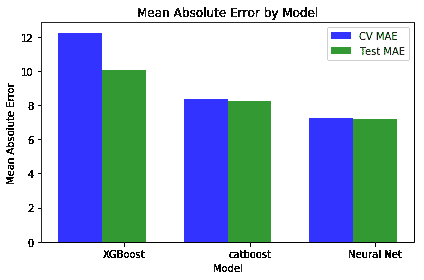 Mean Absolute Error by Model
CV MAE
Test MAE
Mean Absolute Error
12
10
8
6
4
2
0
XGBoost
catboost
Neural Net
Model